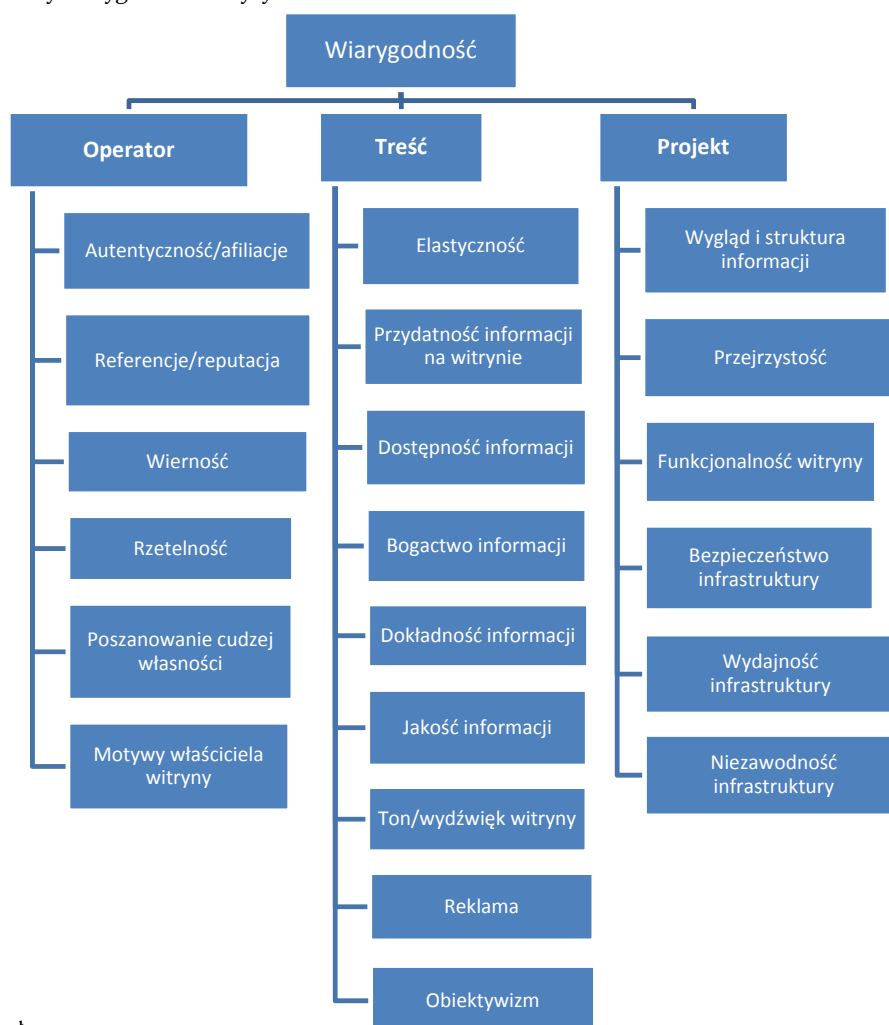 Wiarygodność
Operator
Autentyczność/afiliacje
Referencje/reputacja
Wierność
Rzetelność
Poszanowanie cudzej
własności
Motywy właściciela
witryny
Treść
Elastyczność
Przydatność informacji
na witrynie
Dostępność informacji
Bogactwo informacji
Dokładność informacji
Jakość informacji
Ton/wydźwięk witryny
Reklama
Obiektywizm
Projekt
Wygląd i struktura
informacji
Przejrzystość
Funkcjonalność witryny
Bezpieczeństwo
infrastruktury
Wydajność
infrastruktury
Niezawodność
infrastruktury